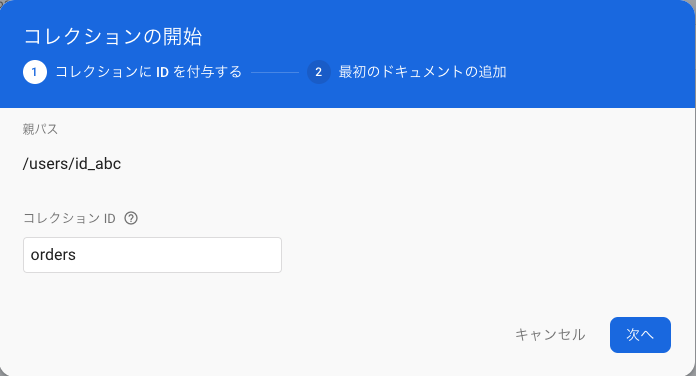 コレクションの開始
1 コレクションに ID を付与する 2 最初のドキュメントの追加
親パス
/users/id_abc
コレクション ID ?
orders
キャンセル 次へ